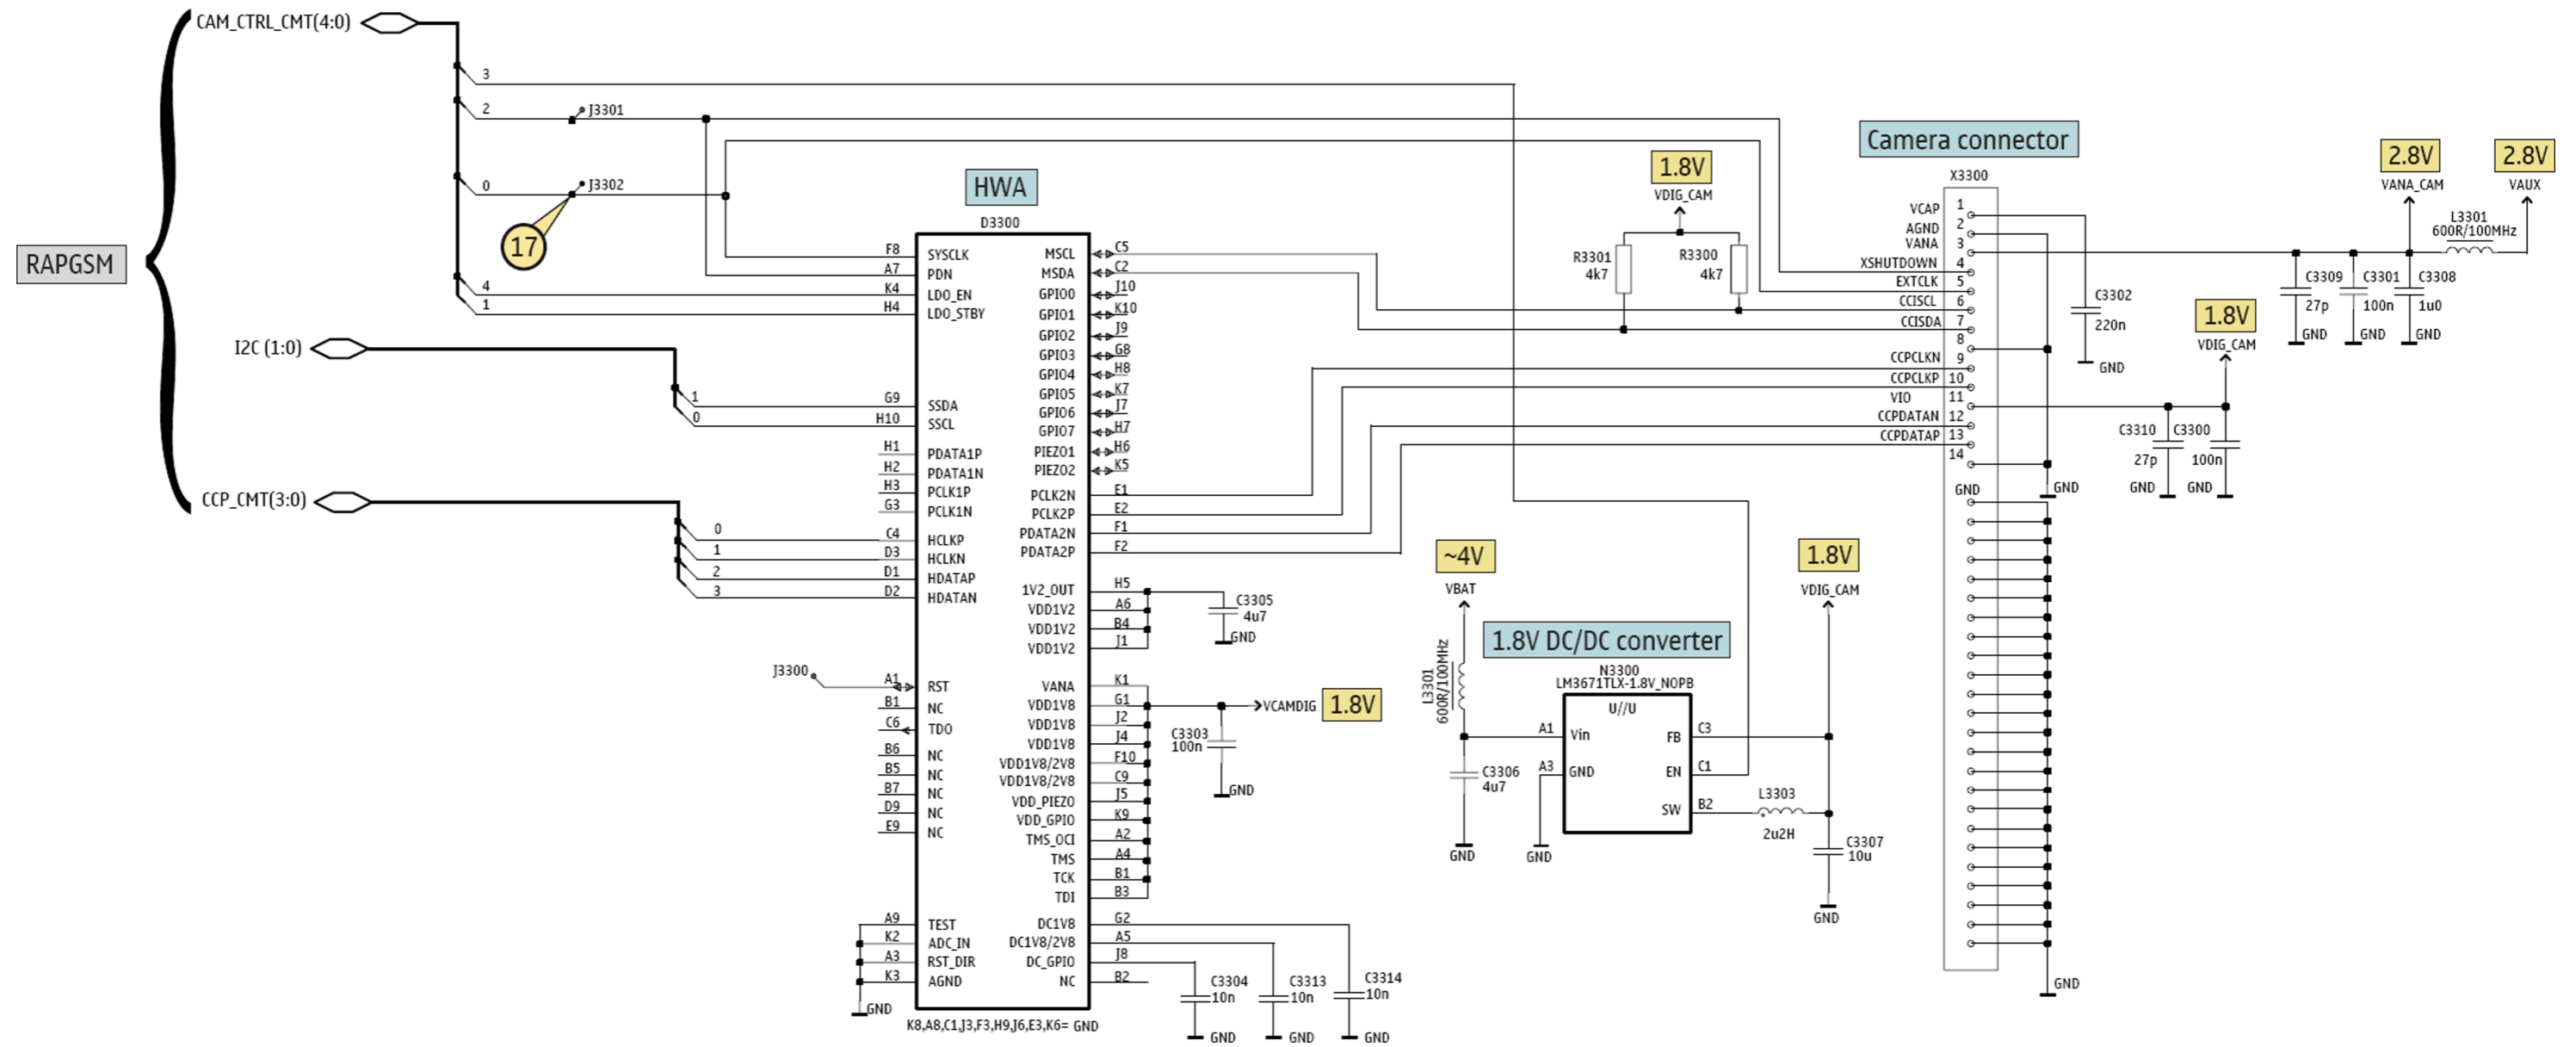 CAM_CTRL_CMT(4:0)
3
2
J3301
0
J3302
17
4
1
RAPGSM
I2C (1:0)
1
0
CCP_CMT(3:0)
0
1
2
3
J3300
HWA
D3300
F8 SYSCLK
A7 PDN
K4 LDO_EN
H4 LDO_STBY
G9 SSDA
H10 SSCL
H1 PDATA1P
H2 PDATA1N
H3 PCLK1P
G3 PCLK1N
C4 HCLKP
D3 HCLKN
D1 HDATAP
D2 HDATAN
A1 RST
B1 NC
C6 TDO
B6 NC
B5 NC
B7 NC
D9 NC
E9 NC
A9 TEST
K2 ADC_IN
A3 RST_DIR
K3 AGND
GND
MSCL C5
MSDA C2
GPIO0 J10
GPIO1 K10
GPIO2 J9
GPIO3 G8
GPIO4 H8
GPIO5 K7
GPIO6 J7
GPIO7 H7
PIEZO1 H6
PIEZO2 K5
PCLK2N E1
PCLK2P E2
PDATA2N F1
PDATA2P F2
1V2_OUT H5
VDD1V2 A6
VDD1V2 B4
VDD1V2 J1
VANA K1
VDD1V8 G1
VDD1V8 J2
VDD1V8 J4
VDD1V8/2V8 F10
VDD1V8/2V8 C9
VDD_PIEZO J5
VDD_GPIO K9
TMS_OCI A2
TMS A4
TCK B1
TDI B3
DC1V8 G2
DC1V8/2V8 A5
DC_GPIO J8
NC B2
K8,A8,C1,J3,F3,H9,J6,E3,K6= GND
C3305
4u7
GND
VCAMDIG
1.8V
C3303
100n
GND
C3304
10n
GND
C3313
10n
GND
C3314
10n
GND
1.8V
VDIG_CAM
R3301
4k7
R3300
4k7
~4V
VBAT
L3301
600R/100MHz
C3306
4u7
GND
1.8V DC/DC converter
N3300
LM3671TLX-1.8V_NOPB
U//U
A1 Vin
A3 GND
FB C3
EN C1
SW B2
GND
L3303
2u2H
1.8V
VDIG_CAM
C3307
10u
GND
Camera connector
X3300
VCAP 1
AGND 2
VANA 3
XSHUTDOWN 4
EXTCLK 5
CCISCL 6
CCISDA 7
8
CCPCLKN 9
CCPCLKP 10
VIO 11
CCPDATAN 12
CCPDATAP 13
14
GND
GND
GND
C3302
220n
GND
2.8V
VANA_CAM
2.8V
VAUX
L3301
600R/100MHz
C3309
27p
GND
C3301
100n
GND
C3308
1u0
GND
1.8V
VDIG_CAM
C3310
27p
GND
C3300
100n
GND